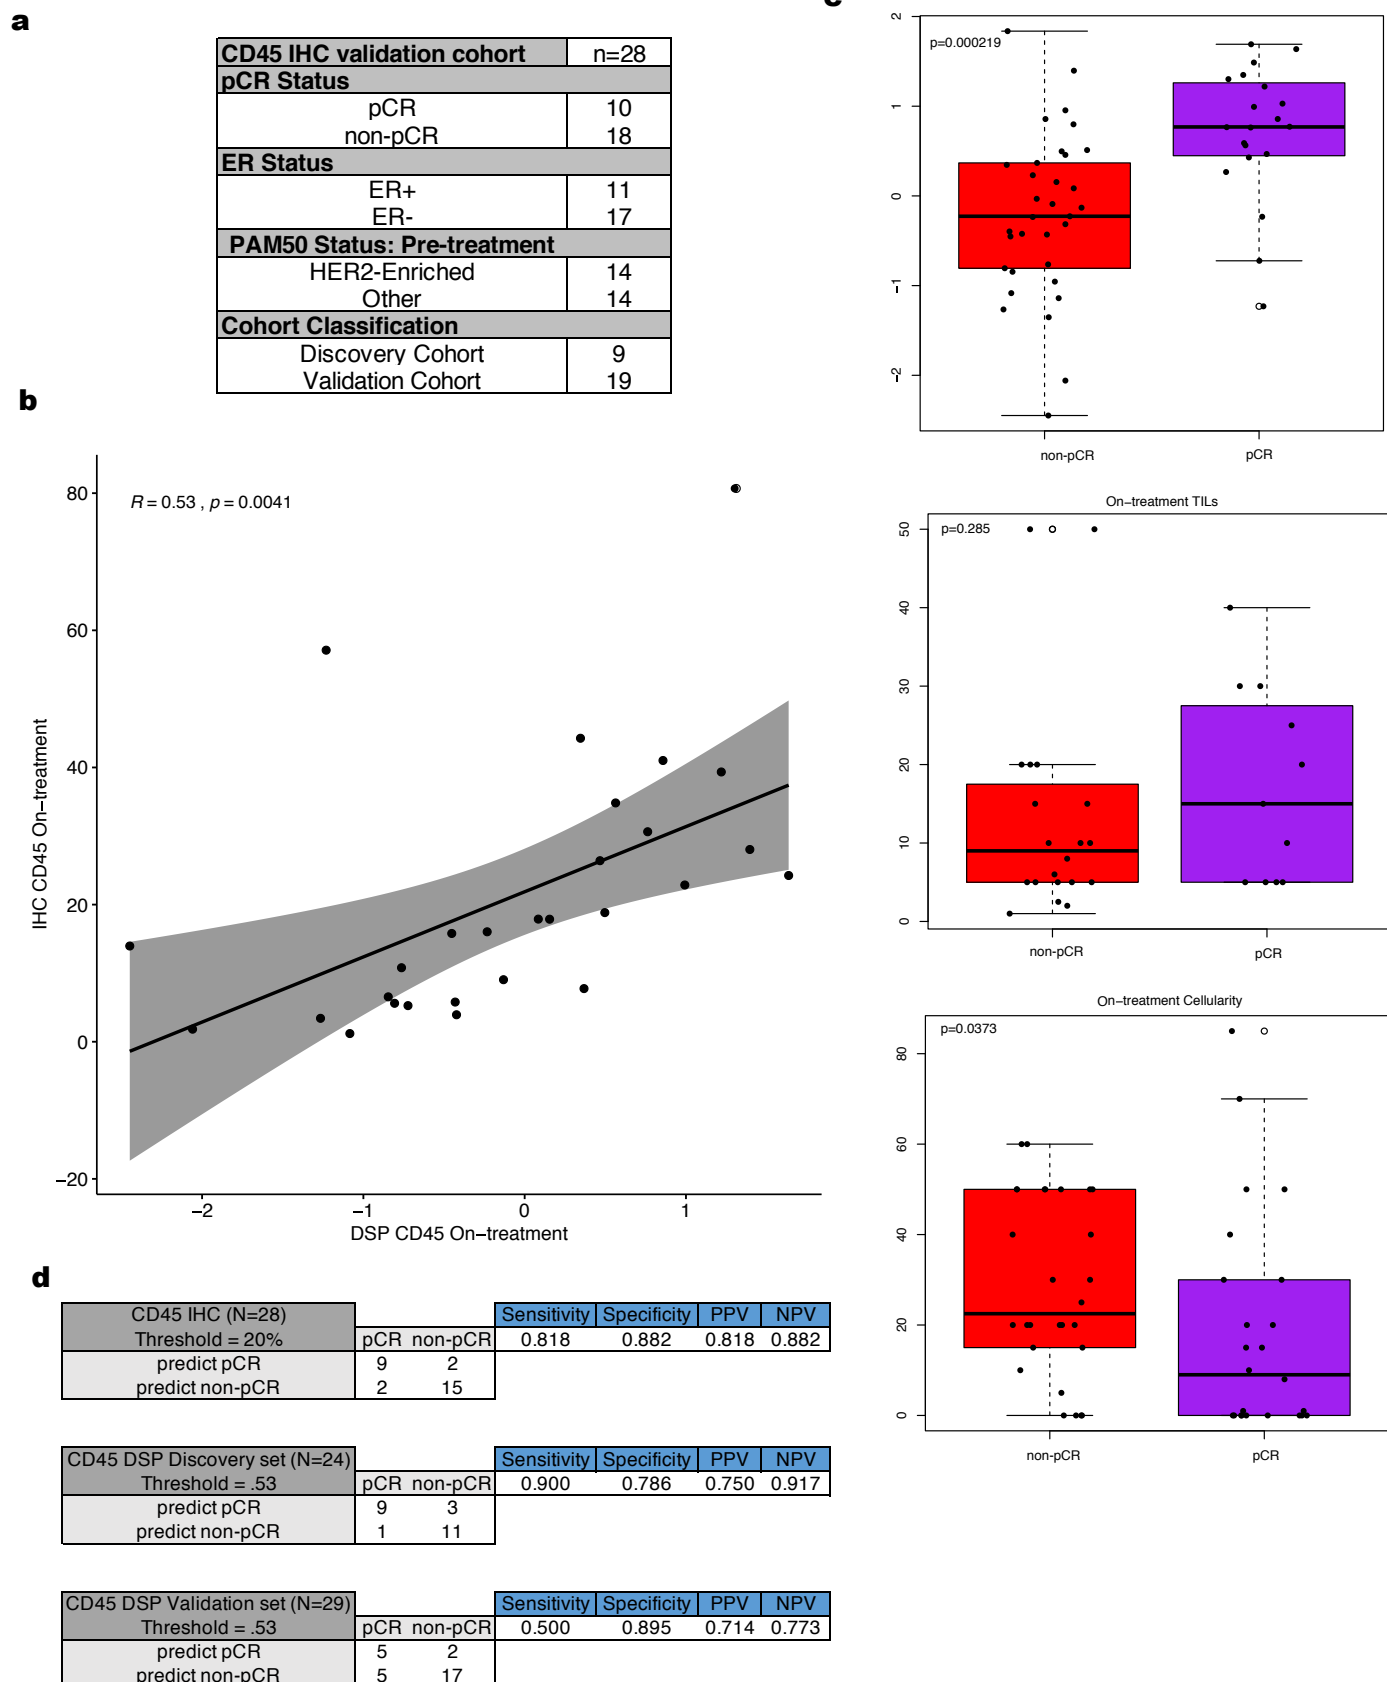 a
CD45 IHC validation cohort n=28
pCR Status
pCR 10
non-pCR 18
ER Status
ER+ 11
ER- 17
PAM50 Status: Pre-treatment
HER2-Enriched 14
Other 14
Cohort Classification
Discovery Cohort 9
Validation Cohort 19
b
R = 0.53 , p = 0.0041
80
60
40
20
0
−20
IHC CD45 On−treatment
−2 −1 0 1
DSP CD45 On−treatment
p=0.000219
2
1
0
−1
−2
non-pCR pCR
On-treatment TILs
p=0.285
50
40
30
20
10
0
non-pCR pCR
On-treatment Cellularity
p=0.0373
80
60
40
20
0
non-pCR pCR
d
CD45 IHC (N=28) Sensitivity Specificity PPV NPV
Threshold = 20% pCR non-pCR 0.818 0.882 0.818 0.882
predict pCR 9 2
predict non-pCR 2 15
CD45 DSP Discovery set (N=24) Sensitivity Specificity PPV NPV
Threshold = .53 pCR non-pCR 0.900 0.786 0.750 0.917
predict pCR 9 3
predict non-pCR 1 11
CD45 DSP Validation set (N=29) Sensitivity Specificity PPV NPV
Threshold = .53 pCR non-pCR 0.500 0.895 0.714 0.773
predict pCR 5 2
predict non-pCR 5 17